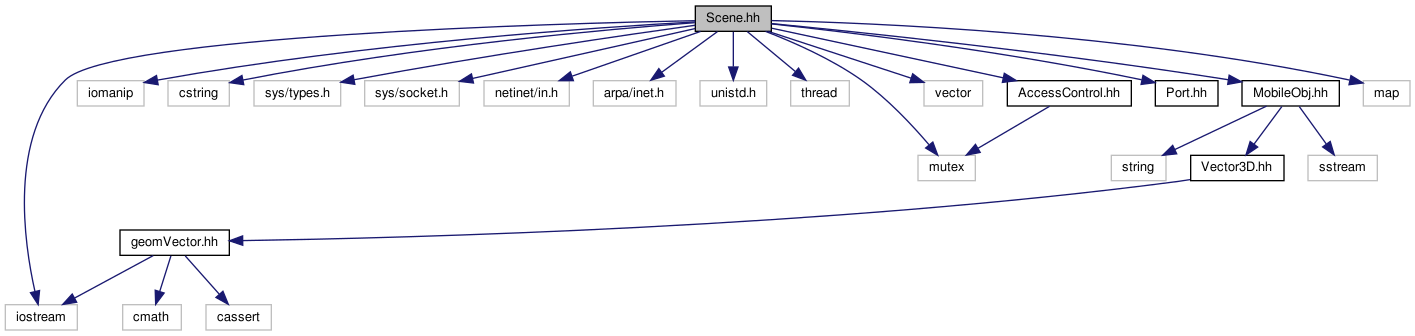 Scene.hh
iomanip
cstring
sys/types.h
sys/socket.h
netinet/in.h
arpa/inet.h
unistd.h
thread
vector
AccessControl.hh
Port.hh
MobileObj.hh
map
mutex
string
Vector3D.hh
sstream
geomVector.hh
iostream
cmath
cassert